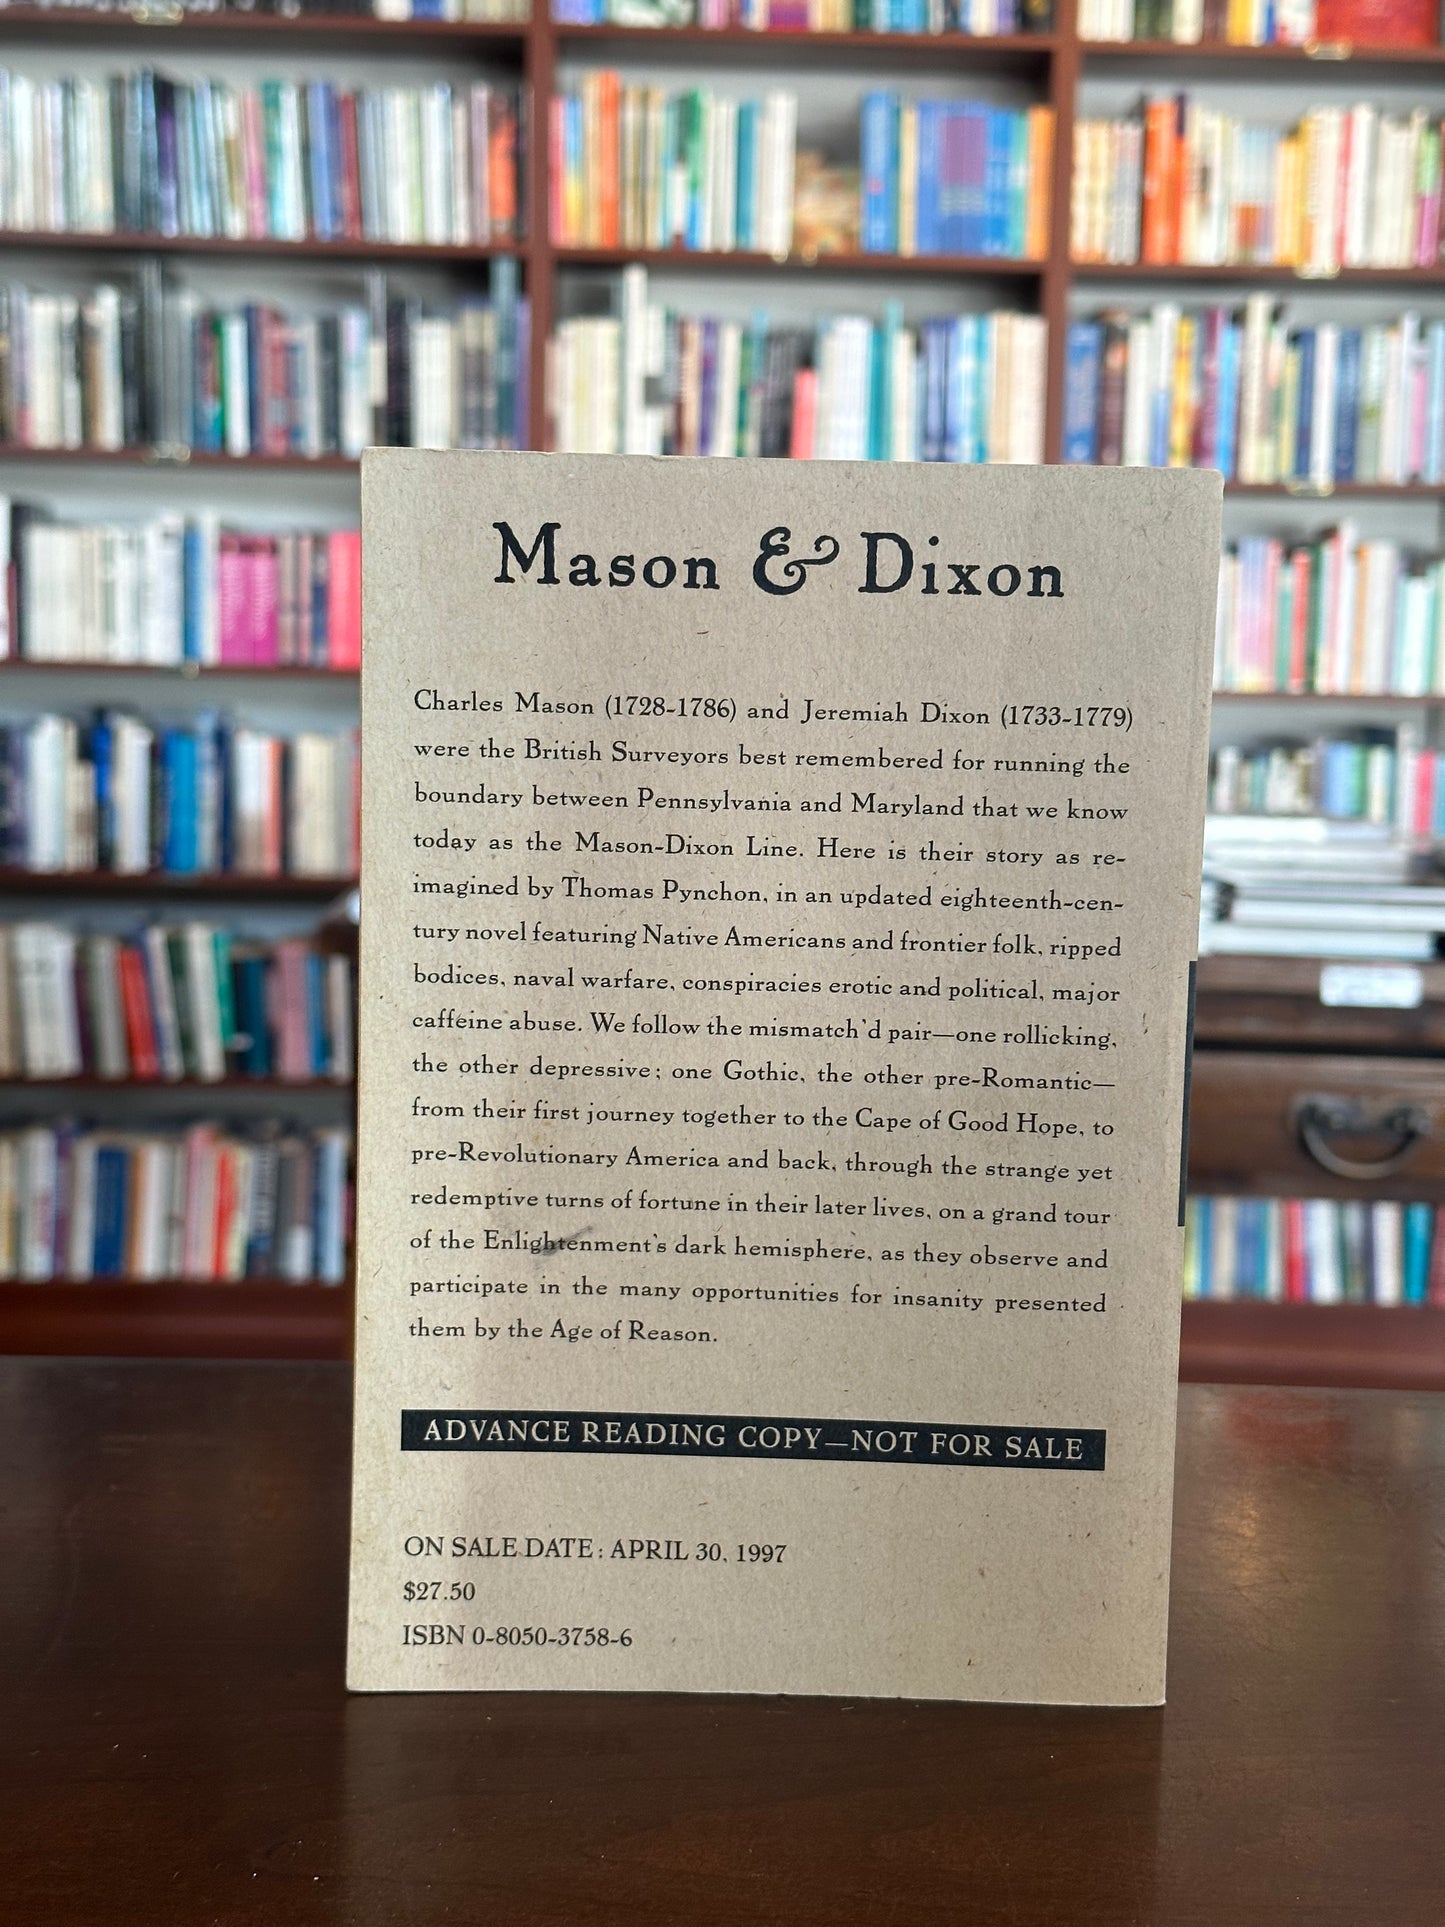 Mason & Dixon
Charles Mason (1728-1786) and Jeremiah Dixon (1733-1779)
were the British Surveyors best remembered for running the
boundary between Pennsylvania and Maryland that we know
today as the Mason-Dixon Line. Here is their story as re-
imagined by Thomas Pynchon, in an updated eighteenth-cen-
tury novel featuring Native Americans and frontier folk, ripped
bodices, naval warfare, conspiracies erotic and political, major
caffeine abuse. We follow the mismatch'd pair—one rollicking,
the other depressive; one Gothic, the other pre-Romantic—
from their first journey together to the Cape of Good Hope, to
pre-Revolutionary America and back, through the strange yet
redemptive turns of fortune in their later lives, on a grand tour
of the Enlightenment's dark hemisphere, as they observe and
participate in the many opportunities for insanity presented
them by the Age of Reason.
ADVANCE READING COPY—NOT FOR SALE
ON SALE DATE: APRIL 30, 1997
$27.50
ISBN 0-8050-3758-6